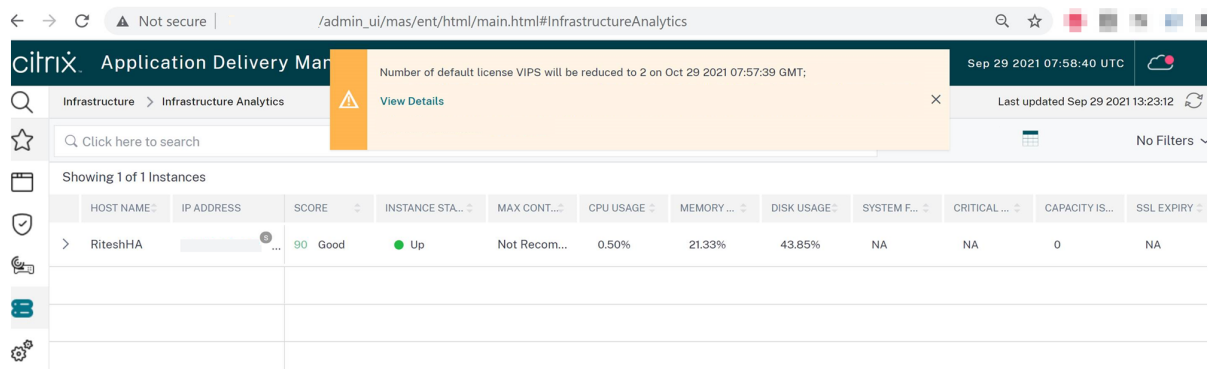 Not secure /admin_ui/mas/ent/html/main.html#InfrastructureAnalytics
citrix Application Delivery Man
Number of default license VIPS will be reduced to 2 on Oct 29 2021 07:57:39 GMT;
View Details
Sep 29 2021 07:58:40 UTC
Infrastructure > Infrastructure Analytics
Last updated Sep 29 2021 13:23:12
Click here to search
No Filters
Showing 1 of 1 Instances
HOST NAME IP ADDRESS SCORE INSTANCE STA... MAX CONT... CPU USAGE MEMORY ... DISK USAGE SYSTEM F... CRITICAL ... CAPACITY IS... SSL EXPIRY
RiteshHA S ... 90 Good Up Not Recom... 0.50% 21.33% 43.85% NA NA 0 NA